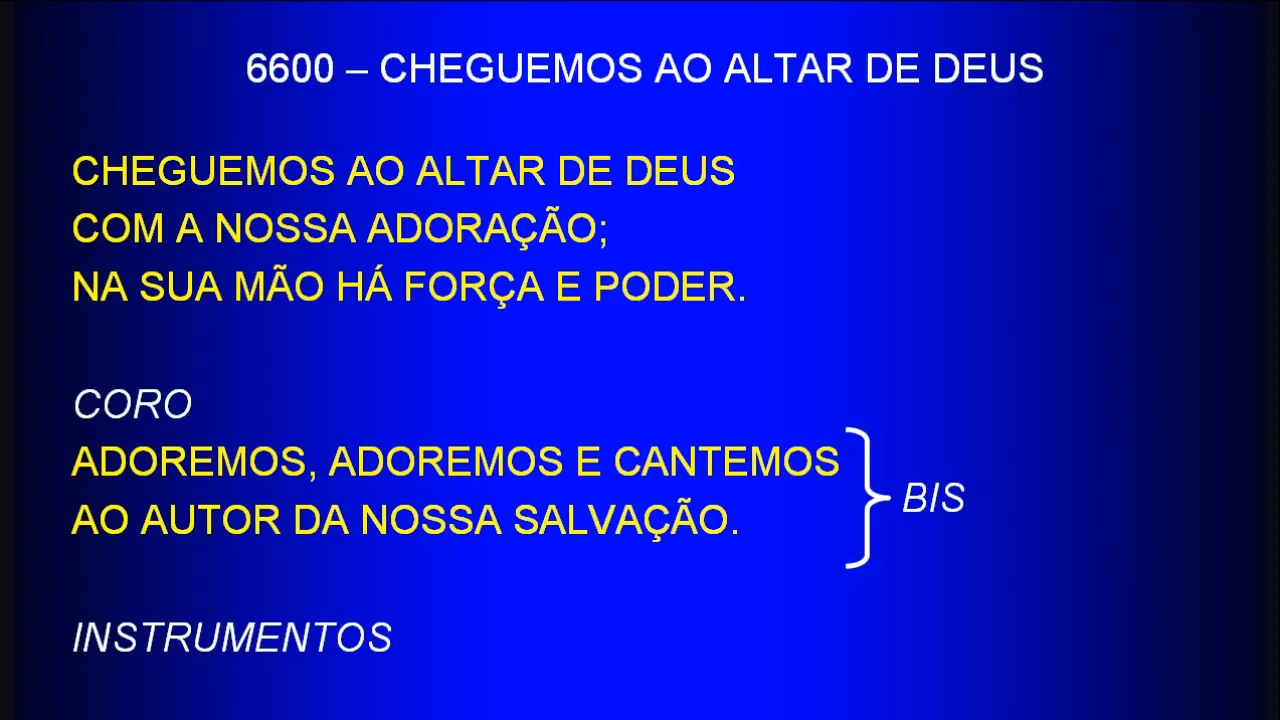 6600 – CHEGUEMOS AO ALTAR DE DEUS
CHEGUEMOS AO ALTAR DE DEUS
COM A NOSSA ADORAÇÃO;
NA SUA MÃO HÁ FORÇA E PODER.
CORO
ADOREMOS, ADOREMOS E CANTEMOS
AO AUTOR DA NOSSA SALVAÇÃO.
BIS
INSTRUMENTOS